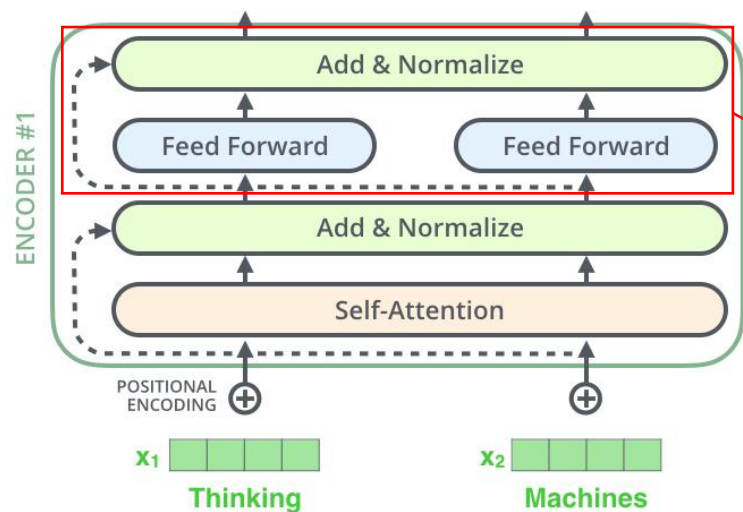 Add & Normalize
Feed Forward Feed Forward
ENCODER #1
Add & Normalize
Self-Attention
POSITIONAL
ENCODING
x₁ x₂
Thinking Machines